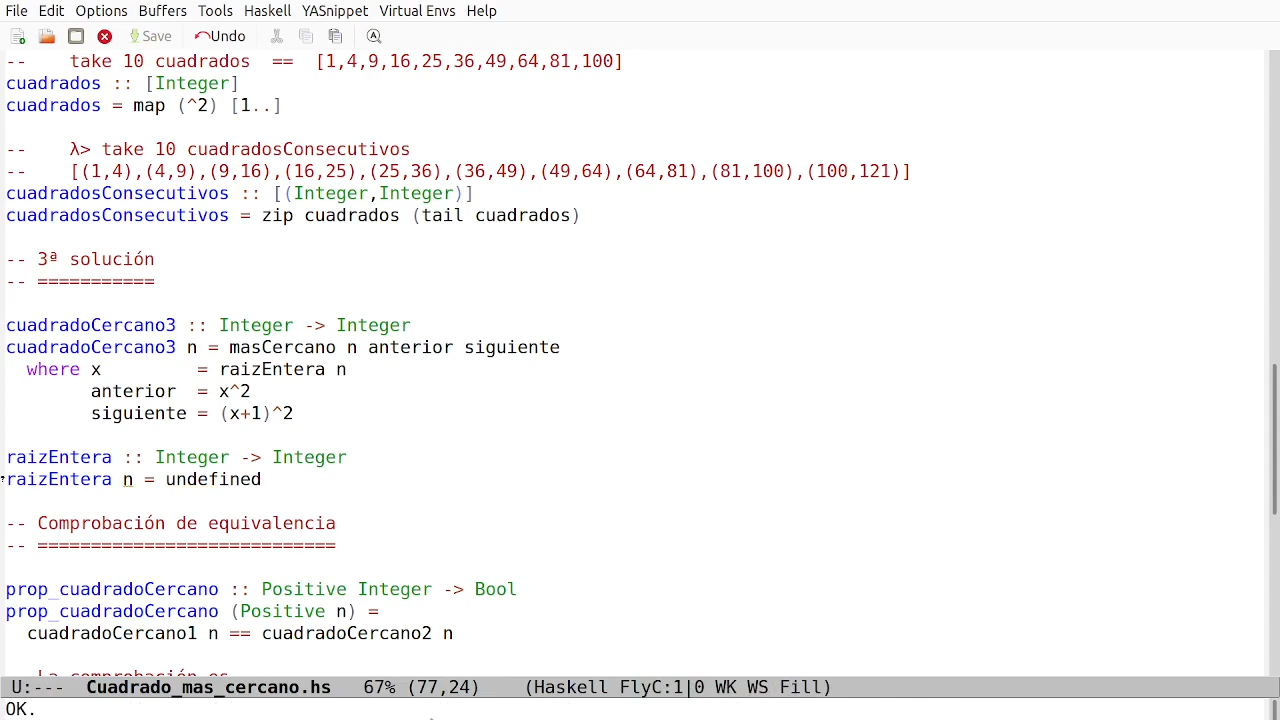 File Edit Options Buffers Tools Haskell YASnippet Virtual Envs Help
Save Undo
--    take 10 cuadrados  ==  [1,4,9,16,25,36,49,64,81,100]
cuadrados :: [Integer]
cuadrados = map (^2) [1..]
--    λ> take 10 cuadradosConsecutivos
--    [(1,4),(4,9),(9,16),(16,25),(25,36),(36,49),(49,64),(64,81),(81,100),(100,121)]
cuadradosConsecutivos :: [(Integer,Integer)]
cuadradosConsecutivos = zip cuadrados (tail cuadrados)
-- 3ª solución
-- ===========
cuadradoCercano3 :: Integer -> Integer
cuadradoCercano3 n = masCercano n anterior siguiente
  where x         = raizEntera n
        anterior  = x^2
        siguiente = (x+1)^2
raizEntera :: Integer -> Integer
raizEntera n = undefined
-- Comprobación de equivalencia
-- ============================
prop_cuadradoCercano :: Positive Integer -> Bool
prop_cuadradoCercano (Positive n) =
  cuadradoCercano1 n == cuadradoCercano2 n
-- La comprobación es
U:---  Cuadrado_mas_cercano.hs   67% (77,24)    (Haskell FlyC:1|0 WK WS Fill)
OK.